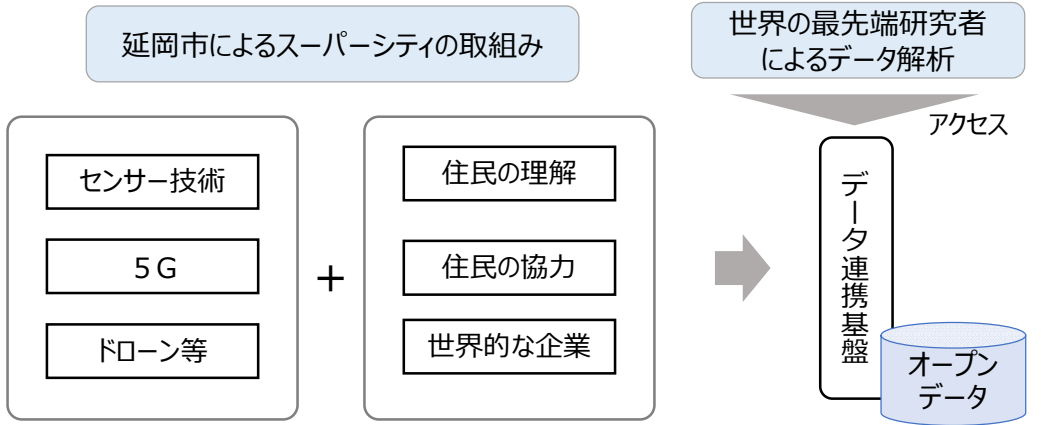 延岡市によるスーパーシティの取組み
世界の最先端研究者
によるデータ解析
アクセス
センサー技術
５Ｇ
ドローン等
＋
住民の理解
住民の協力
世界的な企業
データ連携基盤
オープン
データ